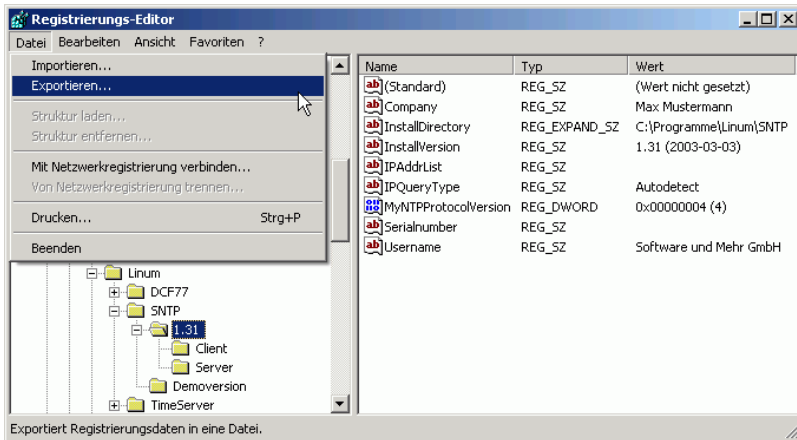 Registrierungs-Editor
Datei Bearbeiten Ansicht Favoriten ?
Importieren...
Exportieren...
Struktur laden...
Struktur entfernen...
Mit Netzwerkregistrierung verbinden...
Von Netzwerkregistrierung trennen...
Drucken... Strg+P
Beenden
Linum
DCF77
SNTP
1.31
Client
Server
Demoversion
TimeServer
Name Typ Wert
(Standard) REG_SZ (Wert nicht gesetzt)
Company REG_SZ Max Mustermann
InstallDirectory REG_EXPAND_SZ C:\Programme\Linum\SNTP
InstallVersion REG_SZ 1.31 (2003-03-03)
IPAddrList REG_SZ
IPQueryType REG_SZ Autodetect
MyNTPProtocolVersion REG_DWORD 0x00000004 (4)
Serialnumber REG_SZ
Username REG_SZ Software und Mehr GmbH
Exportiert Registrierungsdaten in eine Datei.